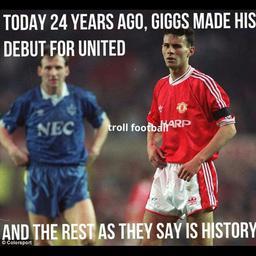 TODAY 24 YEARS AGO, GIGGS MADE HIS
DEBUT FOR UNITED
NEC
SHARP
troll football
AND THE REST AS THEY SAY IS HISTORY
© Colorsport